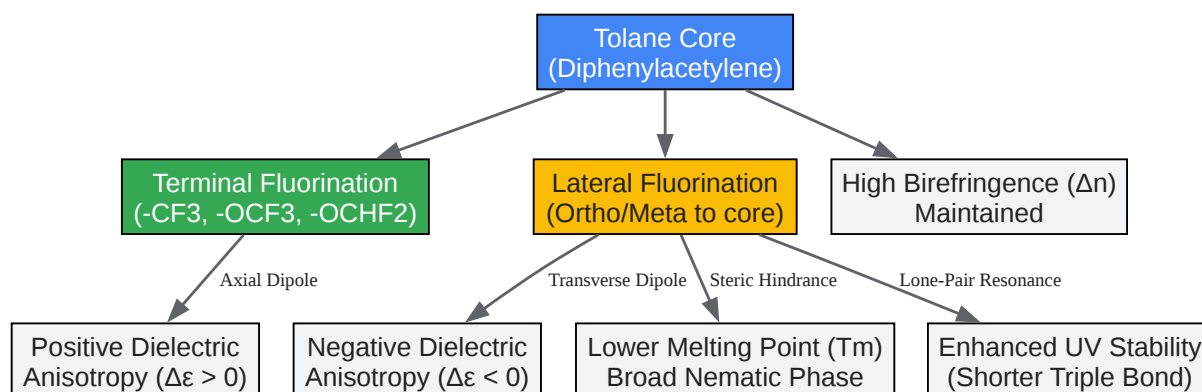 Tolane Core
(Diphenylacetylene)
Terminal Fluorination
(-CF3, -OCF3, -OCHF2)
Lateral Fluorination
(Ortho/Meta to core)
High Birefringence (Δn)
Maintained
Axial Dipole
Transverse Dipole
Steric Hindrance
Lone-Pair Resonance
Positive Dielectric
Anisotropy (Δε > 0)
Negative Dielectric
Anisotropy (Δε < 0)
Lower Melting Point (Tm)
Broad Nematic Phase
Enhanced UV Stability
(Shorter Triple Bond)